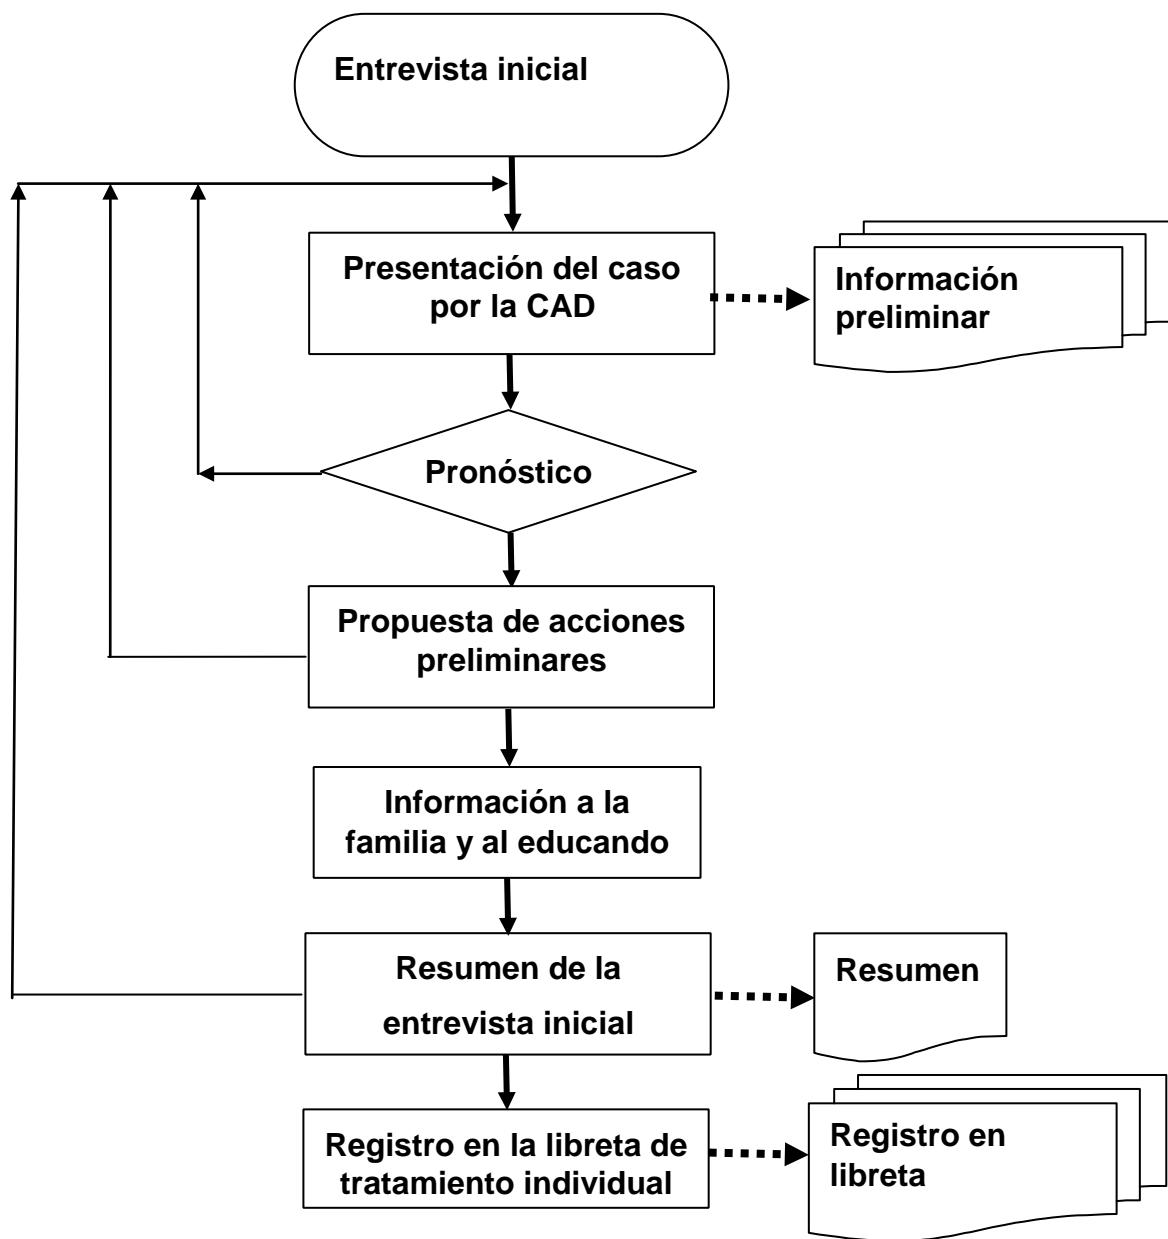 Entrevista inicial
Presentación del caso
por la CAD
Información
preliminar
Pronóstico
Propuesta de acciones
preliminares
Información a la
familia y al educando
Resumen de la
entrevista inicial
Resumen
Registro en la libreta de
tratamiento individual
Registro en
libreta